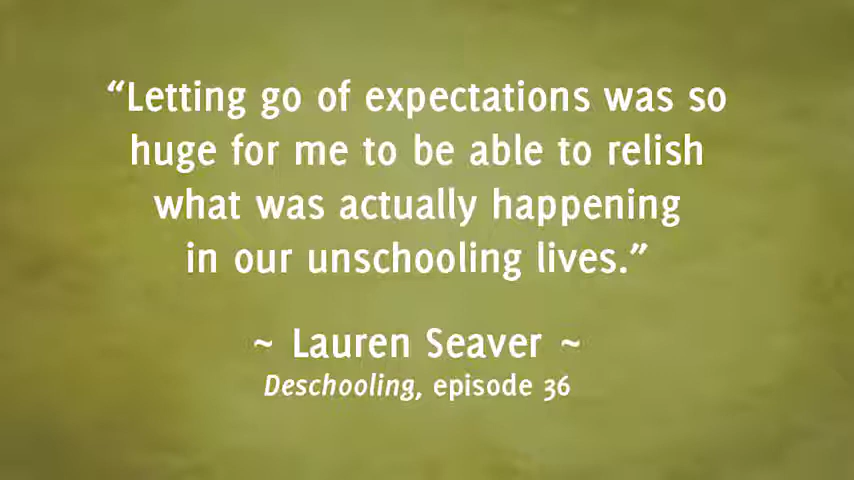 “Letting go of expectations was so
huge for me to be able to relish
what was actually happening
in our unschooling lives.”
~ Lauren Seaver ~
Deschooling, episode 36